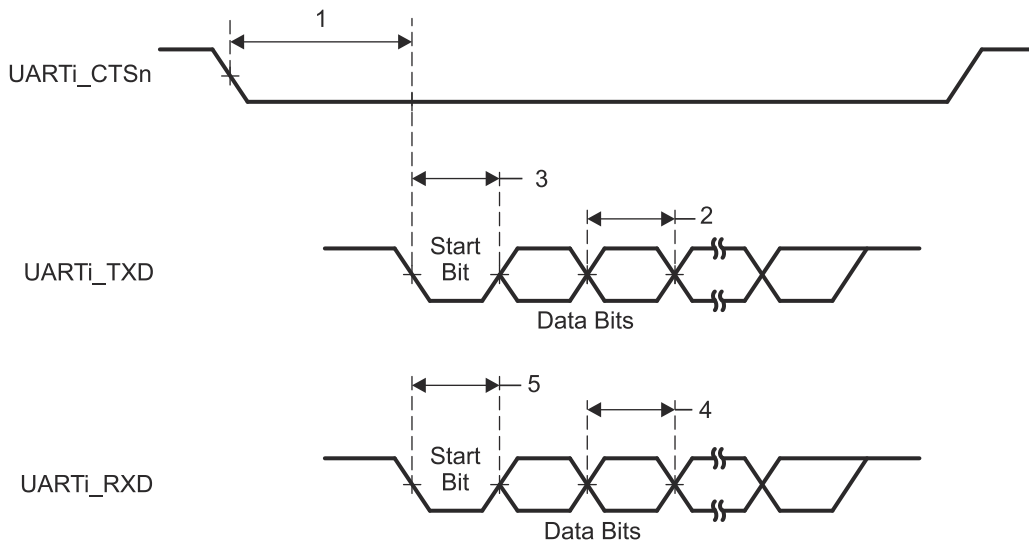 1
UARTi_CTSn
3
2
UARTi_TXD
Start
Bit
Data Bits
5
4
UARTi_RXD
Start
Bit
Data Bits